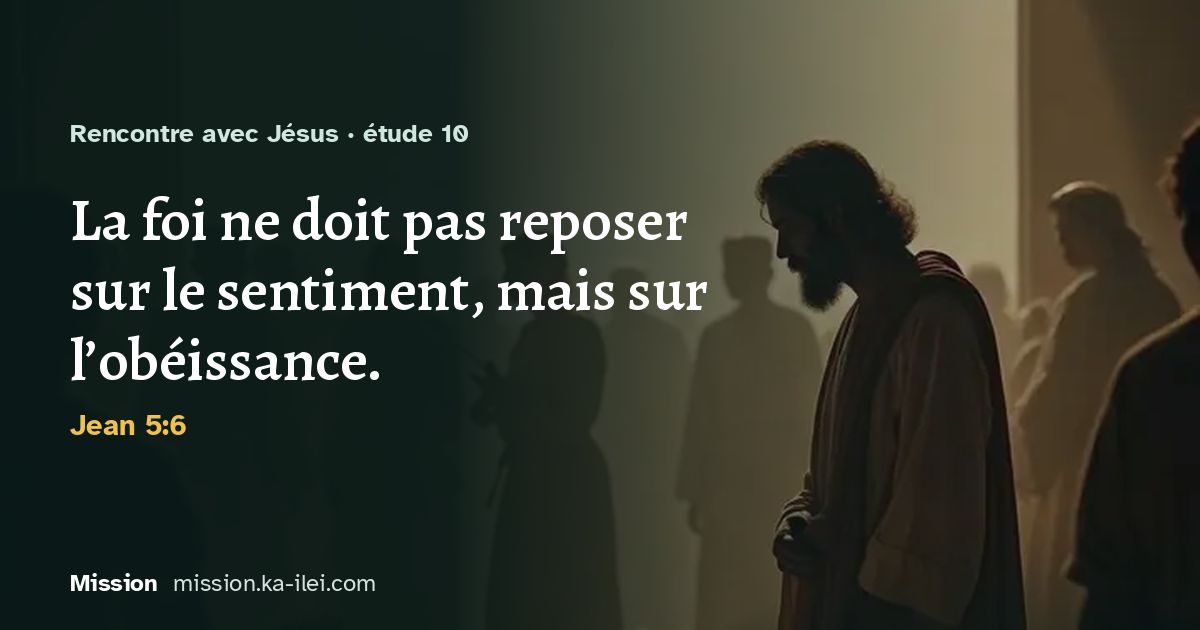 Rencontre avec Jésus · étude 10
La foi ne doit pas reposer
sur le sentiment, mais sur
l’obéissance.
Jean 5:6
Mission mission.ka-ilei.com